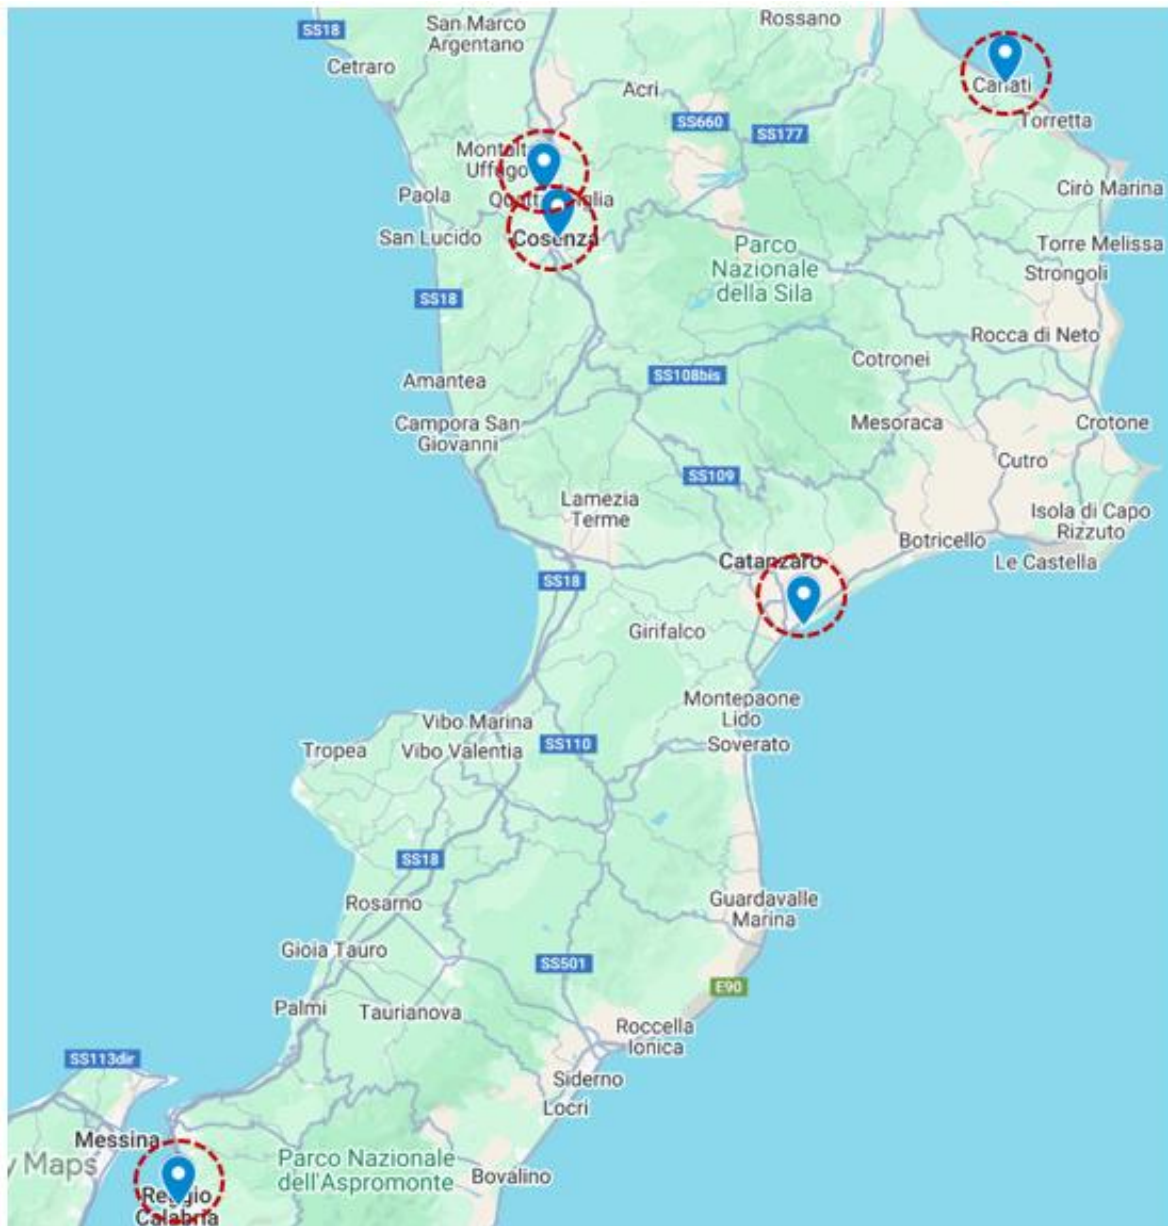 Rossano
San Marco
Argentano
SS18
Cetraro
Acri
Cariati
SS660
SS177
Torretta
Uffugo
Paola
Cirò Marina
San Lucido
Cosenza
Parco
Nazionale
della Sila
Torre Melissa
Strongoli
SS18
Rocca di Neto
Cotronei
SS108bis
Amantea
Campora San
Giovanni
Mesoraca
Crotone
Cutro
SS109
Lamezia
Terme
Isola di Capo
Rizzuto
Botricello
Le Castella
Catanzaro
SS18
Girifalco
Montepaone
Lido
Vibo Marina
Tropea
Vibo Valentia
SS110
Soverato
SS18
Rosarno
Guardavalle
Marina
Gioia Tauro
SS501
E90
Palmi
Taurianova
Roccella
Ionica
SS113dir
Siderno
Locri
Messina
y Maps
Parco Nazionale
dell'Aspromonte
Bovalino
Reggio
Calabria